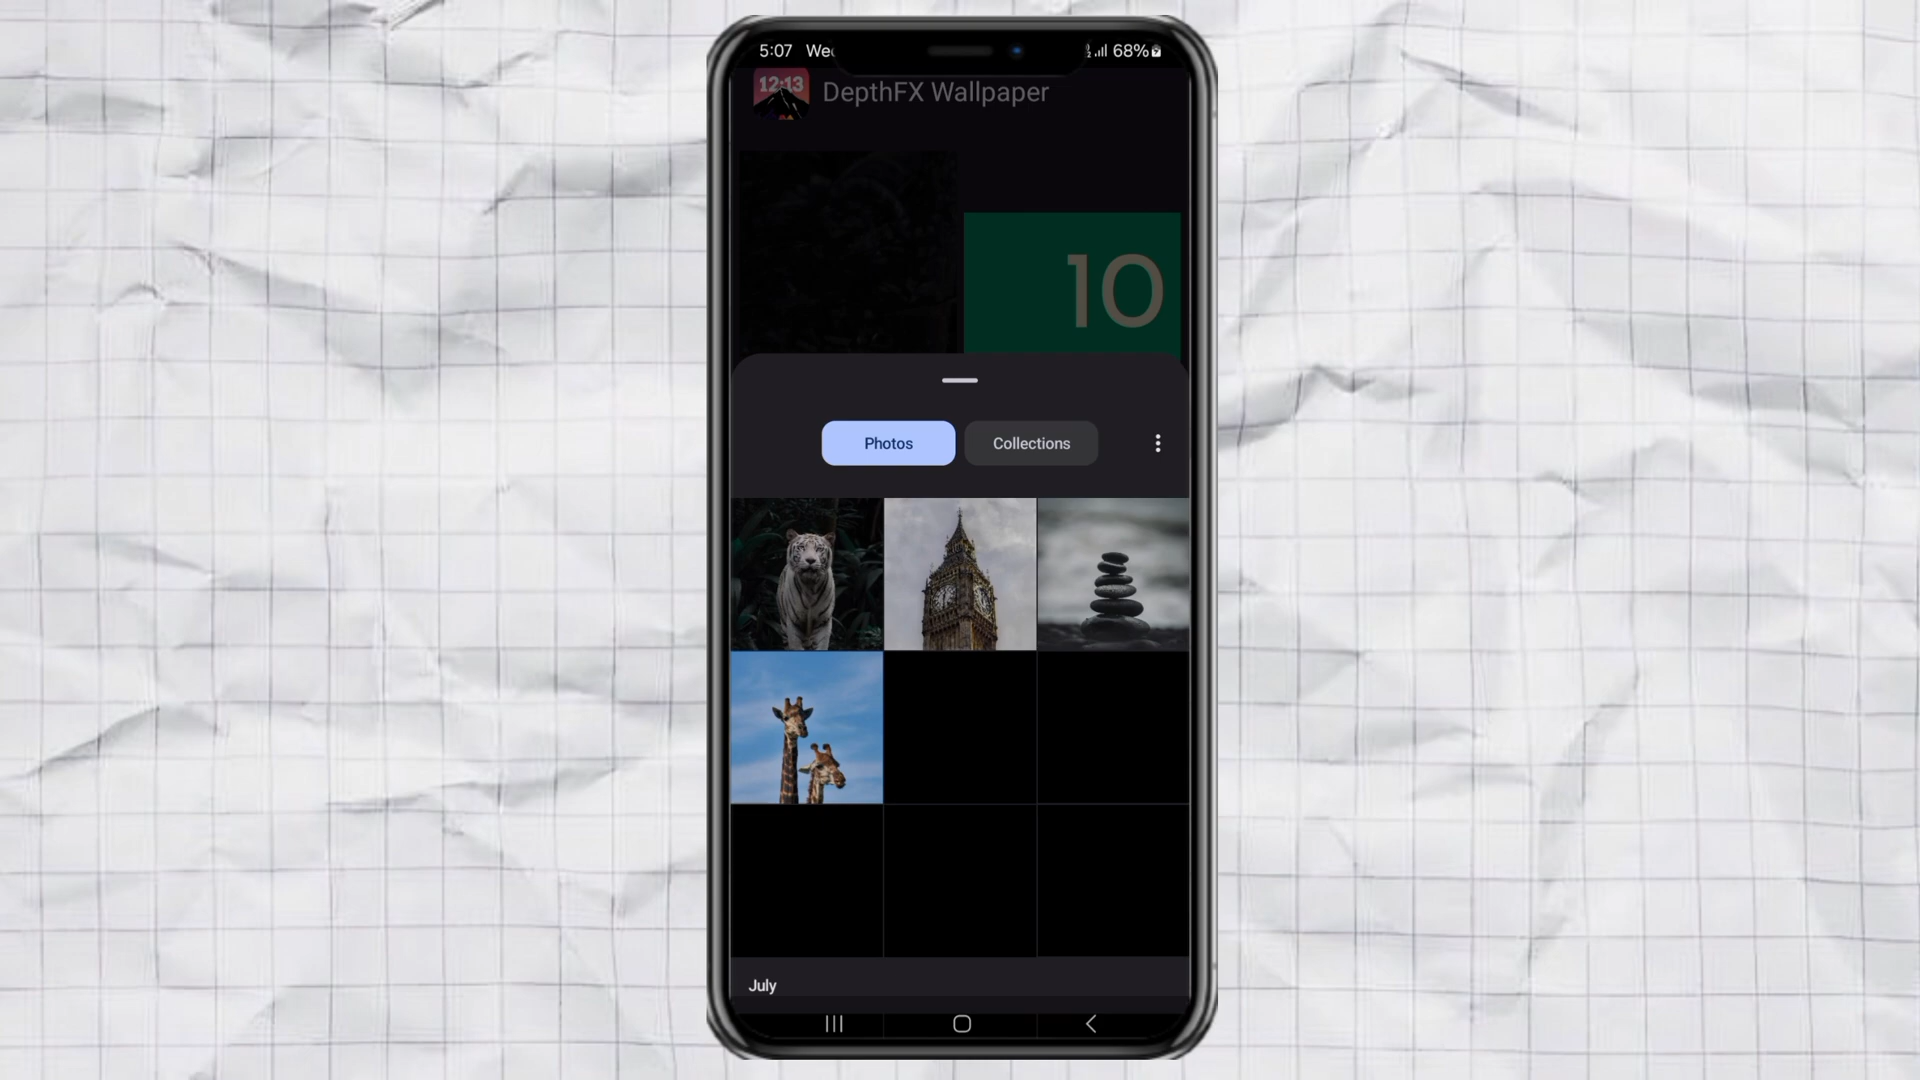 5:07 We
68%
12:13
DepthFX Wallpaper
10
Photos
Collections
July